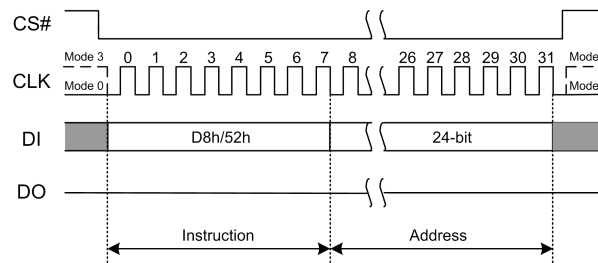 CS#
Mode 3 0 1 2 3 4 5 6 7 8 26 27 28 29 30 31 Mode
CLK
Mode 0 Mode
DI D8h/52h 24-bit
DO
Instruction Address